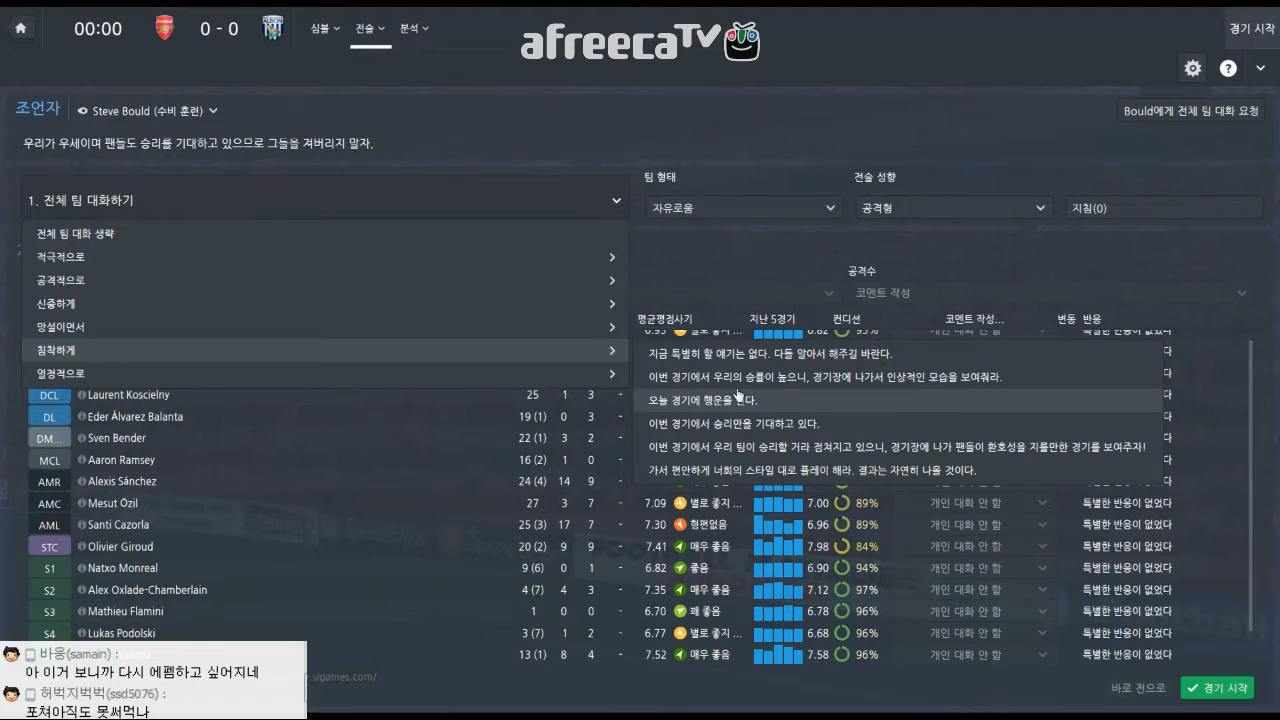 00:00
0 - 0
심볼
전술
분석
afreecaTV
경기 시작
?
조언자
Steve Bould (수비 훈련)
Bould에게 전체 팀 대화 요청
우리가 우세이며 팬들도 승리를 기대하고 있으므로 그들을 져버리지 말자.
1. 전체 팀 대화하기
팀 형태
전술 성향
자유로움
공격형
지침(0)
전체 팀 대화 생략
적극적으로
공격적으로
신중하게
망설이면서
침착하게
열정적으로
공격수
코멘트 작성
평균평점사기
지난 5경기
컨디션
코멘트 작성...
변동
반응
지금 특별히 할 얘기는 없다. 다들 알아서 해주길 바란다.
이번 경기에서 우리의 승률이 높으니, 경기장에 나가서 인상적인 모습을 보여줘라.
오늘 경기에 행운을 다.
이번 경기에서 승리만을 기대하고 있다.
이번 경기에서 우리 팀이 승리할 거라 점쳐지고 있으니, 경기장에 나가 팬들이 환호성을 지를만한 경기를 보여주자!
가서 편안하게 너희의 스타일 대로 플레이 해라. 결과는 자연히 나올 것이다.
DCL Laurent Koscielny 25 1 3 -
DL Eder Álvarez Balanta 19 (1) 0 3 -
DM... Sven Bender 22 (1) 3 2 -
MCL Aaron Ramsey 16 (2) 1 0 -
AMR Alexis Sánchez 24 (4) 14 9 -
AMC Mesut Özil 27 3 7 - 7.09 별로 좋지 ... 7.00 89% 개인 대화 안 함 특별한 반응이 없었다
AML Santi Cazorla 25 (3) 17 7 - 7.30 형편없음 6.96 89% 개인 대화 안 함 특별한 반응이 없었다
STC Olivier Giroud 20 (2) 9 9 - 7.41 매우 좋음 7.98 84% 개인 대화 안 함 특별한 반응이 없었다
S1 Natxo Monreal 9 (6) 0 1 - 6.82 좋음 6.90 94% 개인 대화 안 함 특별한 반응이 없었다
S2 Alex Oxlade-Chamberlain 4 (7) 4 3 - 7.35 매우 좋음 7.12 97% 개인 대화 안 함 특별한 반응이 없었다
S3 Mathieu Flamini 1 0 0 - 6.70 꽤 좋음 6.78 96% 개인 대화 안 함 특별한 반응이 없었다
S4 Lukas Podolski 3 (7) 1 2 - 6.77 별로 좋지 ... 6.68 96% 개인 대화 안 함 특별한 반응이 없었다
13 (1) 8 4 - 7.52 매우 좋음 7.58 96% 개인 대화 안 함 특별한 반응이 없었다
바웅(samain) :
아 이거 보니까 다시 에펨하고 싶어지네
허벅지벅벅(ssd5076) :
포쳐아직도 못써먹나
.sigames.com/
바로 전으로
경기 시작